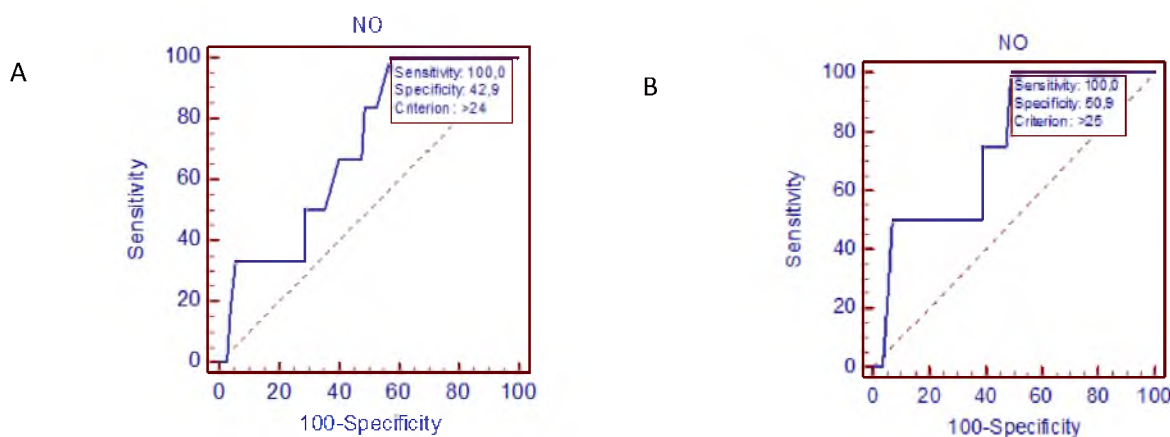 A
NO
Sensitivity: 100,0
Specificity: 42,9
Criterion : >24
Sensitivity
100
80
60
40
20
0
0 20 40 60 80 100
100-Specificity
B
NO
Sensitivity: 100,0
Specificity: 50,9
Criterion : >25
Sensitivity
100
80
60
40
20
0
0 20 40 60 80 100
100-Specificity